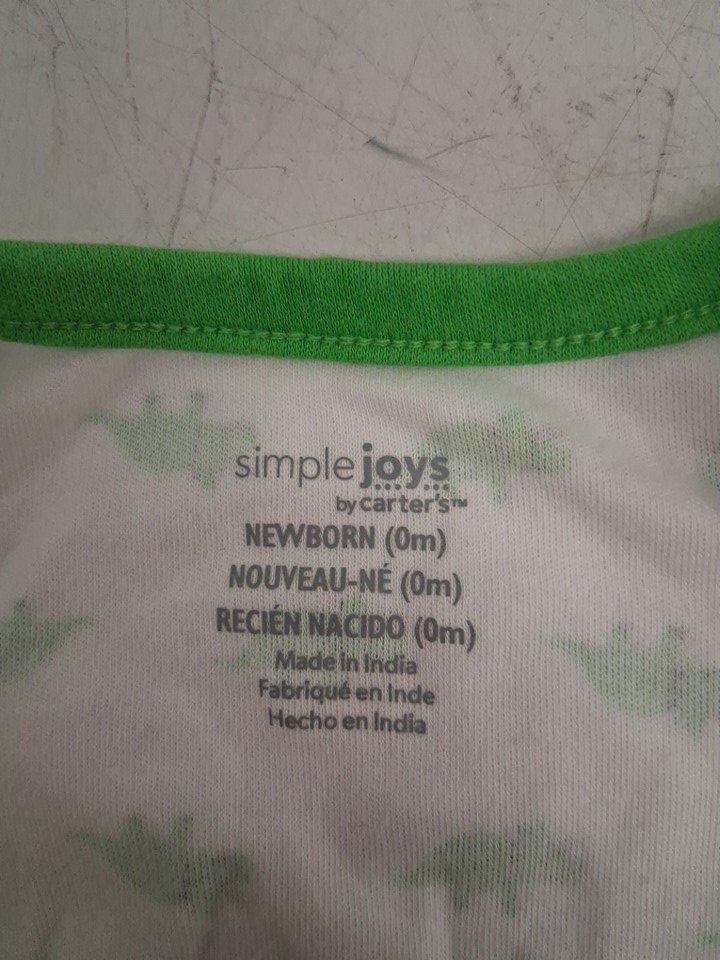 simple joys
by carter's™
NEWBORN (0m)
NOUVEAU-NÉ (0m)
RECIÉN NACIDO (0m)
Made in India
Fabriqué en Inde
Hecho en India